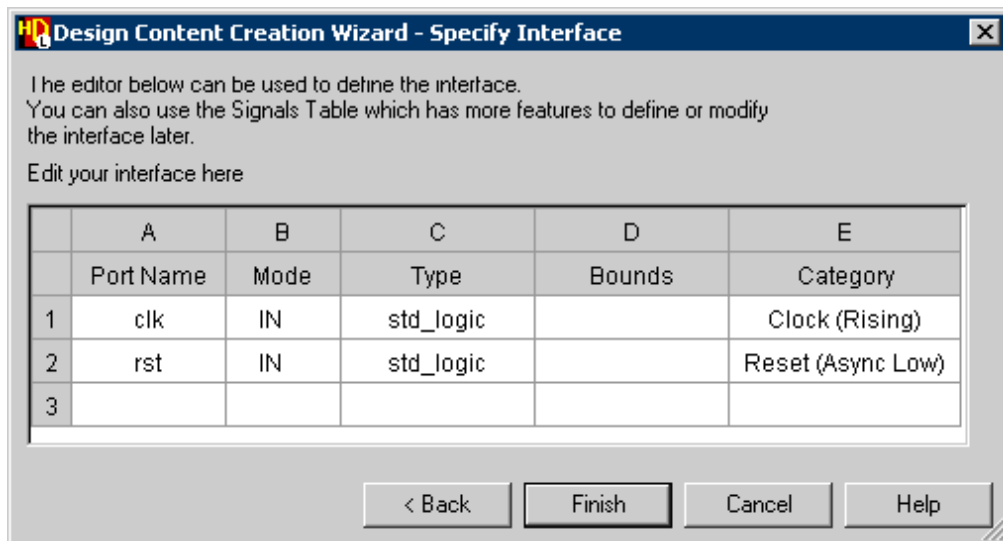 HDL Design Content Creation Wizard - Specify Interface
The editor below can be used to define the interface.
You can also use the Signals Table which has more features to define or modify
the interface later.
Edit your interface here
A B C D E
Port Name Mode Type Bounds Category
1 clk IN std_logic Clock (Rising)
2 rst IN std_logic Reset (Async Low)
3
< Back Finish Cancel Help